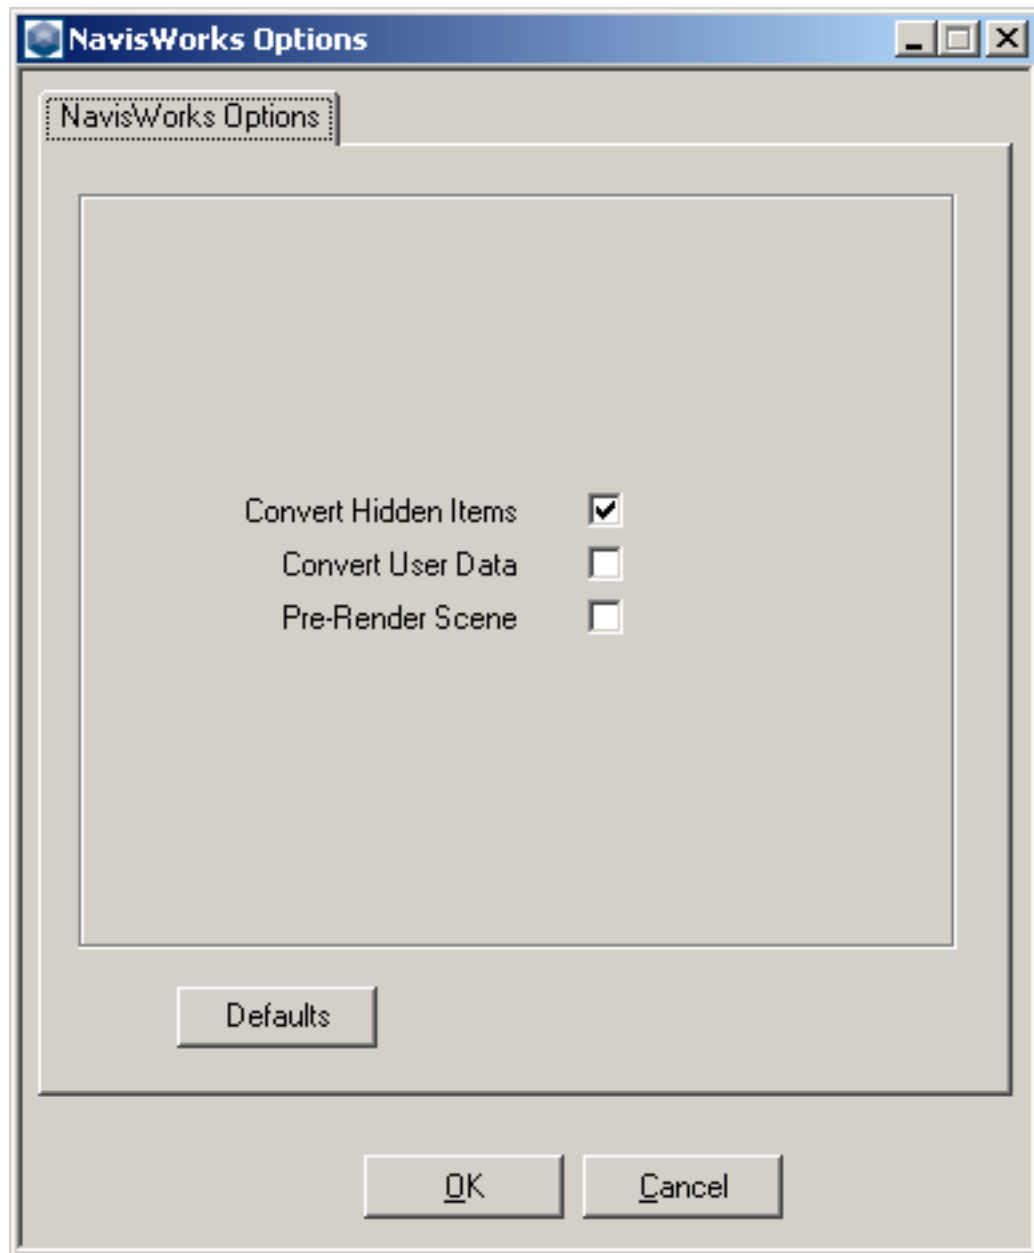 NavisWorks Options
NavisWorks Options
Convert Hidden Items
Convert User Data
Pre-Render Scene
Defaults
OK Cancel